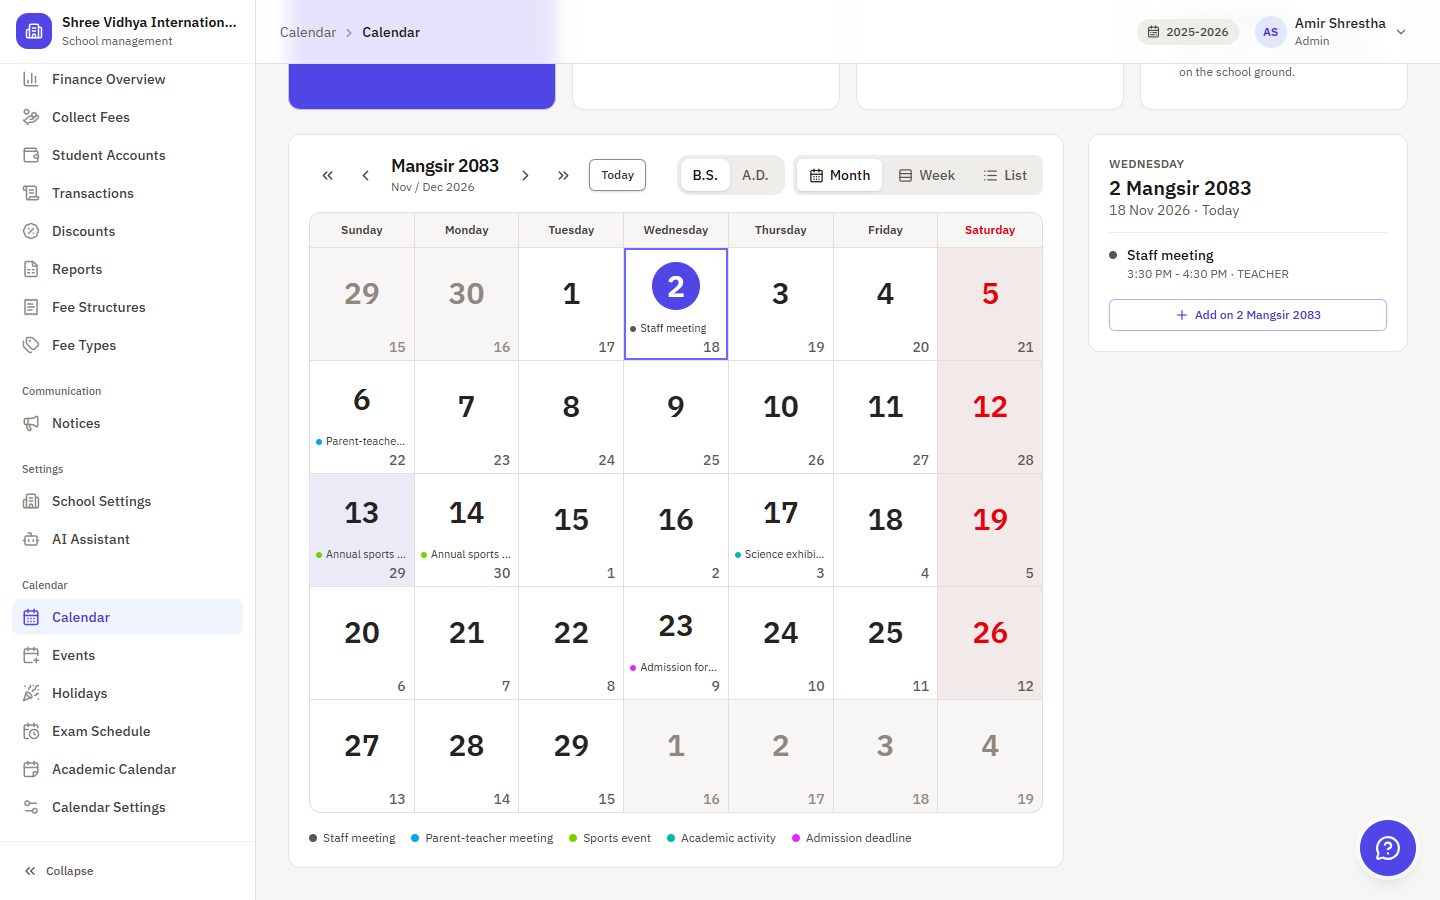 Shree Vidhya Internation...
School management
Finance Overview
Collect Fees
Student Accounts
Transactions
Discounts
Reports
Fee Structures
Fee Types
Communication
Notices
Settings
School Settings
AI Assistant
Calendar
Calendar
Events
Holidays
Exam Schedule
Academic Calendar
Calendar Settings
Collapse
Calendar > Calendar
2025-2026
AS
Amir Shrestha
Admin
on the school ground.
Mangsir 2083
Nov / Dec 2026
Today
B.S. A.D.
Month Week List
Sunday Monday Tuesday Wednesday Thursday Friday Saturday
29 30 1 2 3 4 5
Staff meeting
15 16 17 18 19 20 21
6 7 8 9 10 11 12
Parent-teache...
22 23 24 25 26 27 28
13 14 15 16 17 18 19
Annual sports ... Annual sports ... Science exhibi...
29 30 1 2 3 4 5
20 21 22 23 24 25 26
Admission for...
6 7 8 9 10 11 12
27 28 29 1 2 3 4
13 14 15 16 17 18 19
Staff meeting Parent-teacher meeting Sports event Academic activity Admission deadline
WEDNESDAY
2 Mangsir 2083
18 Nov 2026 · Today
Staff meeting
3:30 PM - 4:30 PM · TEACHER
+ Add on 2 Mangsir 2083